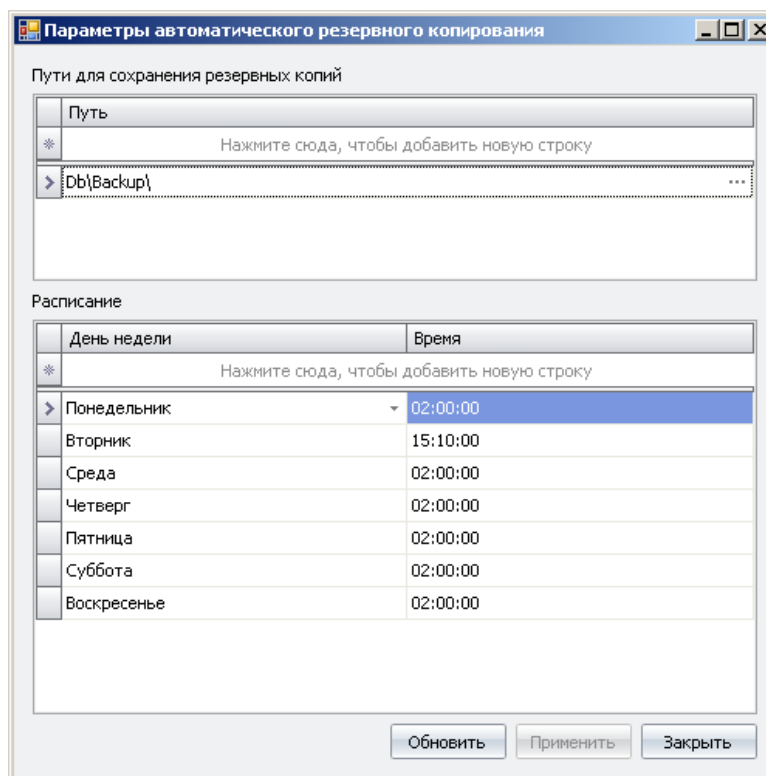 Параметры автоматического резервного копирования
Пути для сохранения резервных копий
Путь
Нажмите сюда, чтобы добавить новую строку
Db\Backup\ ...
Расписание
День недели Время
Нажмите сюда, чтобы добавить новую строку
Понедельник 02:00:00
Вторник 15:10:00
Среда 02:00:00
Четверг 02:00:00
Пятница 02:00:00
Суббота 02:00:00
Воскресенье 02:00:00
Обновить Применить Закрыть